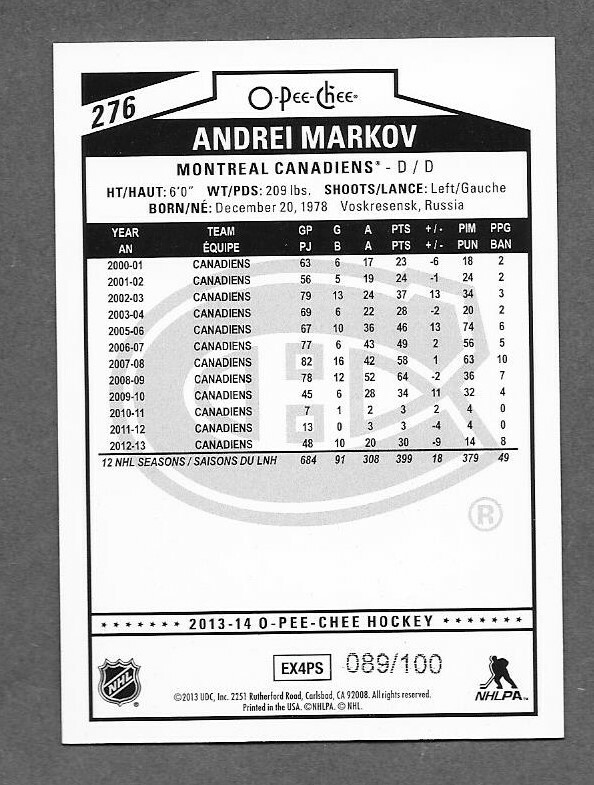 276
O-Pee-Chee®
ANDREI MARKOV
MONTREAL CANADIENS® - D / D
HT/HAUT: 6'0" WT/PDS: 209 lbs. SHOOTS/LANCE: Left/Gauche
BORN/NÉ: December 20, 1978 Voskresensk, Russia
YEAR TEAM GP G A PTS +/- PIM PPG
AN ÉQUIPE PJ B A PTS +/- PUN BAN
2000-01 CANADIENS 63 6 17 23 -6 18 2
2001-02 CANADIENS 56 5 19 24 -1 24 2
2002-03 CANADIENS 79 13 24 37 13 34 3
2003-04 CANADIENS 69 6 22 28 -2 20 2
2005-06 CANADIENS 67 10 36 46 13 74 6
2006-07 CANADIENS 77 6 43 49 2 56 5
2007-08 CANADIENS 82 16 42 58 1 63 10
2008-09 CANADIENS 78 12 52 64 -2 36 7
2009-10 CANADIENS 45 6 28 34 11 32 4
2010-11 CANADIENS 7 1 2 3 2 4 0
2011-12 CANADIENS 13 0 3 3 -4 4 0
2012-13 CANADIENS 48 10 20 30 -9 14 8
12 NHL SEASONS / SAISONS DU LNH 684 91 308 399 18 379 49
®
2013-14 O-PEE-CHEE HOCKEY
EX4PS 089/100
NHL
NHLPA™
©2013 UDC, Inc. 2251 Rutherford Road, Carlsbad, CA 92008. All rights reserved.
Printed in the USA. ©NHLPA. © NHL.